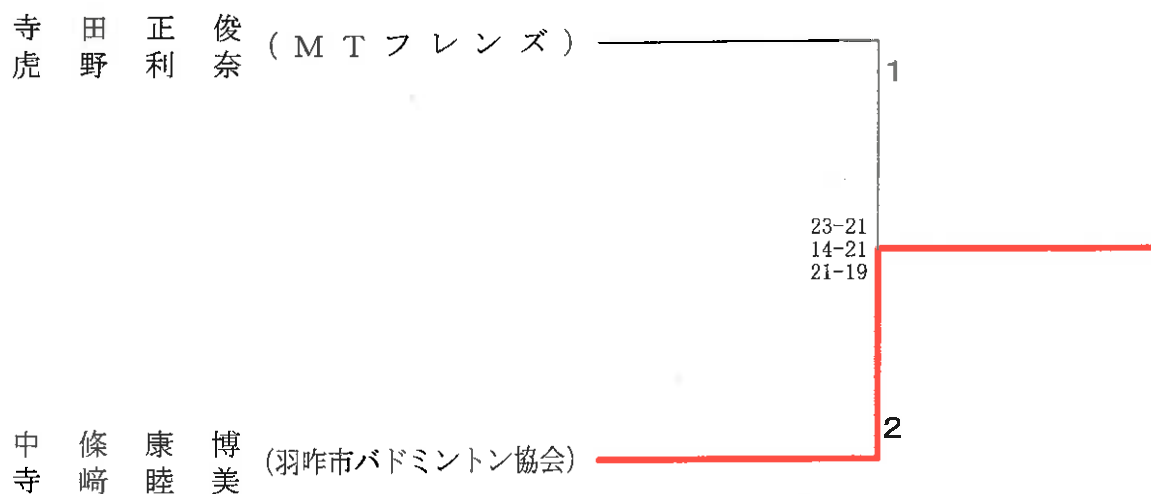 寺田正俊
虎野利奈
(MTフレンズ)
1
23-21
14-21
21-19
2
中條康博
寺﨑睦美
(羽咋市バドミントン協会)